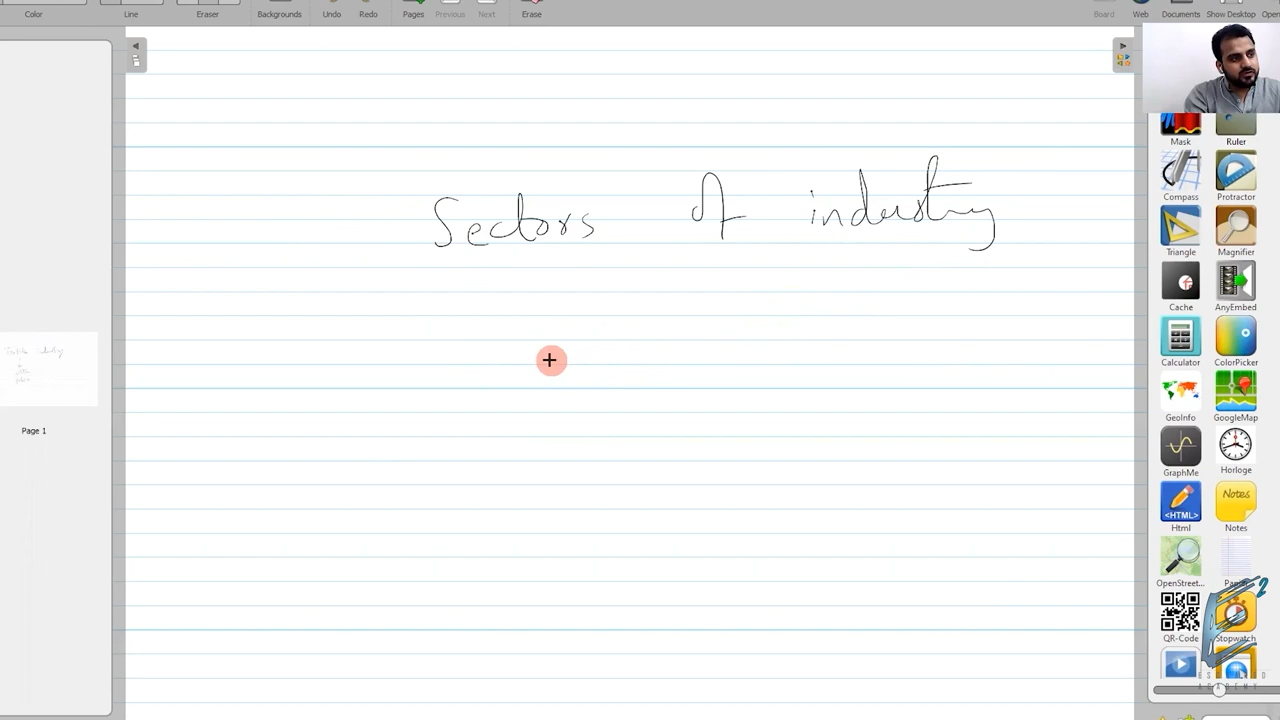 Color
Line
Eraser
Backgrounds
Undo
Redo
Pages
Previous
Next
Erase
Board
Web
Documents
Show Desktop
Sectors of industry
Mask
Ruler
Compass
Protractor
Triangle
Magnifier
Cache
AnyEmbed
Calculator
ColorPicker
GeoInfo
GoogleMap
GraphMe
Horloge
<HTML>
Notes
Html
Notes
OpenStreet...
QR-Code
Stopwatch
Page 1